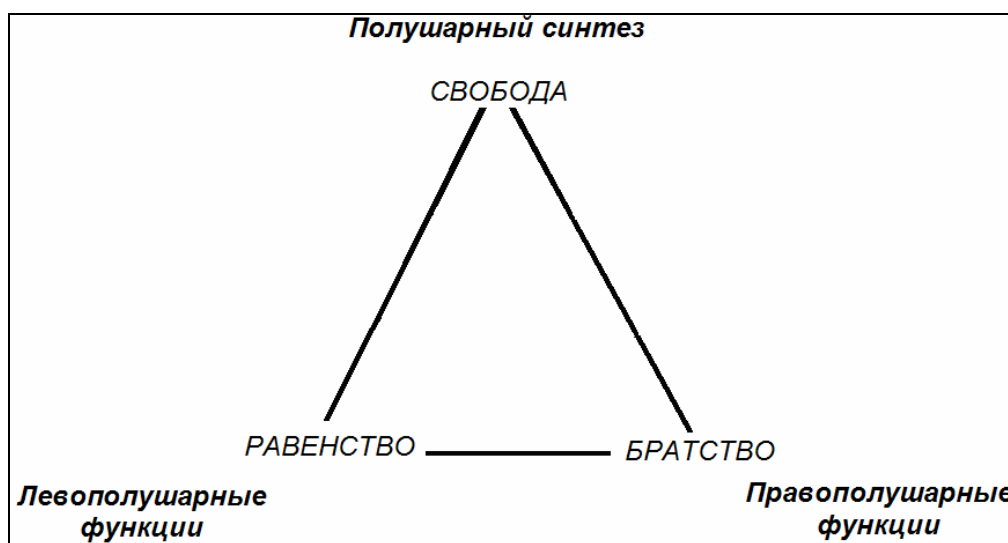 Полушарный синтез
СВОБОДА
РАВЕНСТВО
БРАТСТВО
Левополушарные
функции
Правополушарные
функции